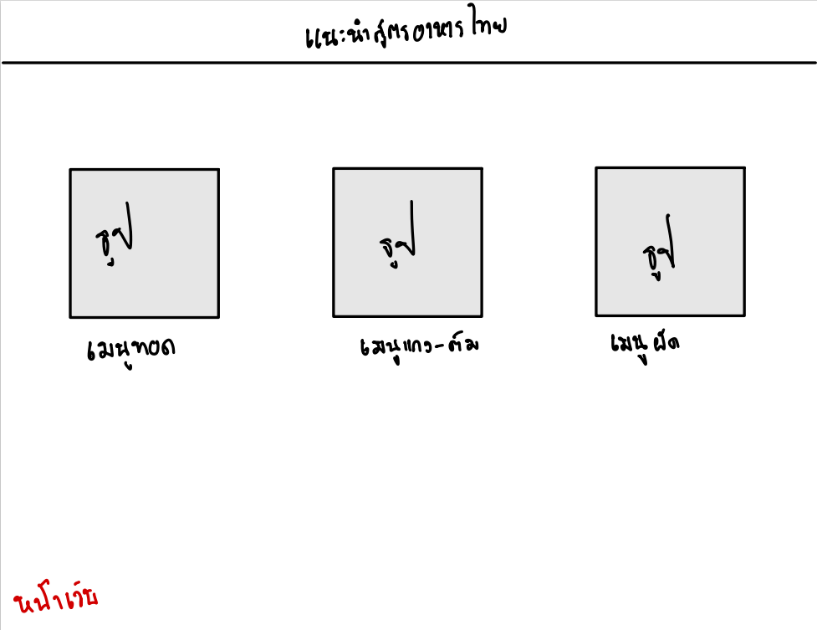 แนะนำสูตรอาหารไทย
รูป
รูป
รูป
เมนูทอด
เมนูแกง-ต้ม
เมนูผัด
หน้าเว็บ